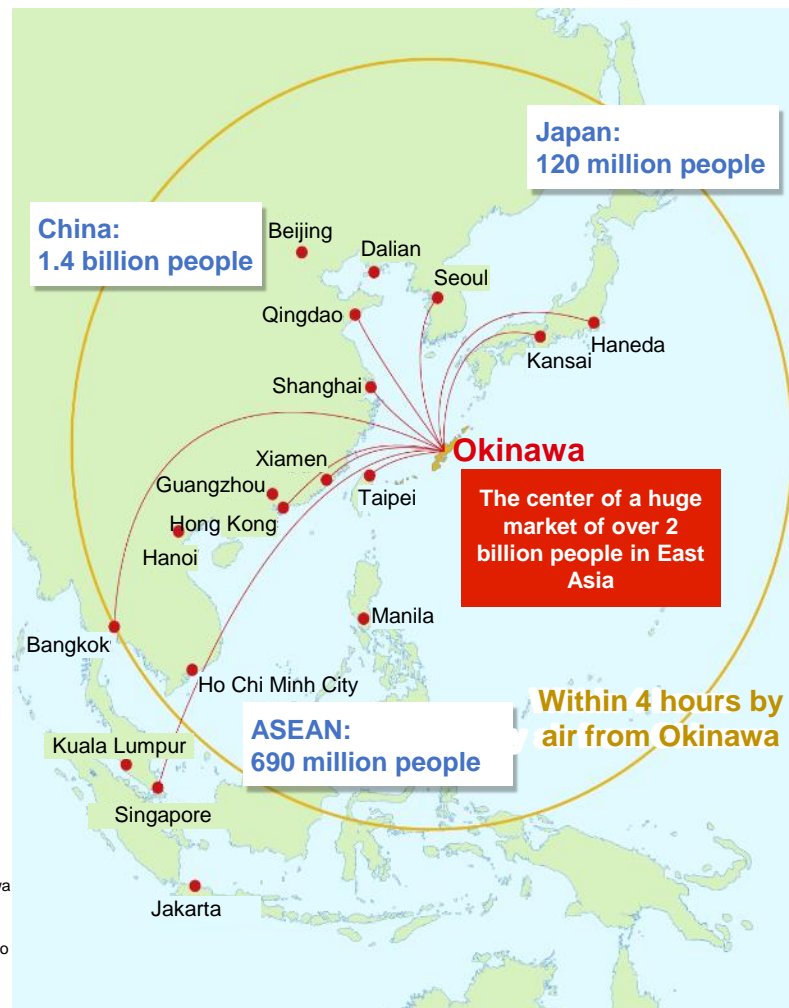 Japan:
120 million people
China:
1.4 billion people
Beijing
Dalian
Seoul
Qingdao
Haneda
Kansai
Shanghai
Okinawa
Xiamen
Guangzhou
Taipei
The center of a huge
market of over 2
billion people in East
Asia
Hong Kong
Hanoi
Manila
Bangkok
Ho Chi Minh City
Within 4 hours by
air from Okinawa
ASEAN:
690 million people
Kuala Lumpur
Singapore
Jakarta